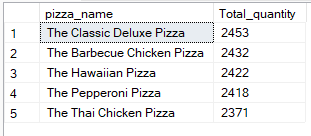 pizza_name Total_quantity
1 The Classic Deluxe Pizza 2453
2 The Barbecue Chicken Pizza 2432
3 The Hawaiian Pizza 2422
4 The Pepperoni Pizza 2418
5 The Thai Chicken Pizza 2371